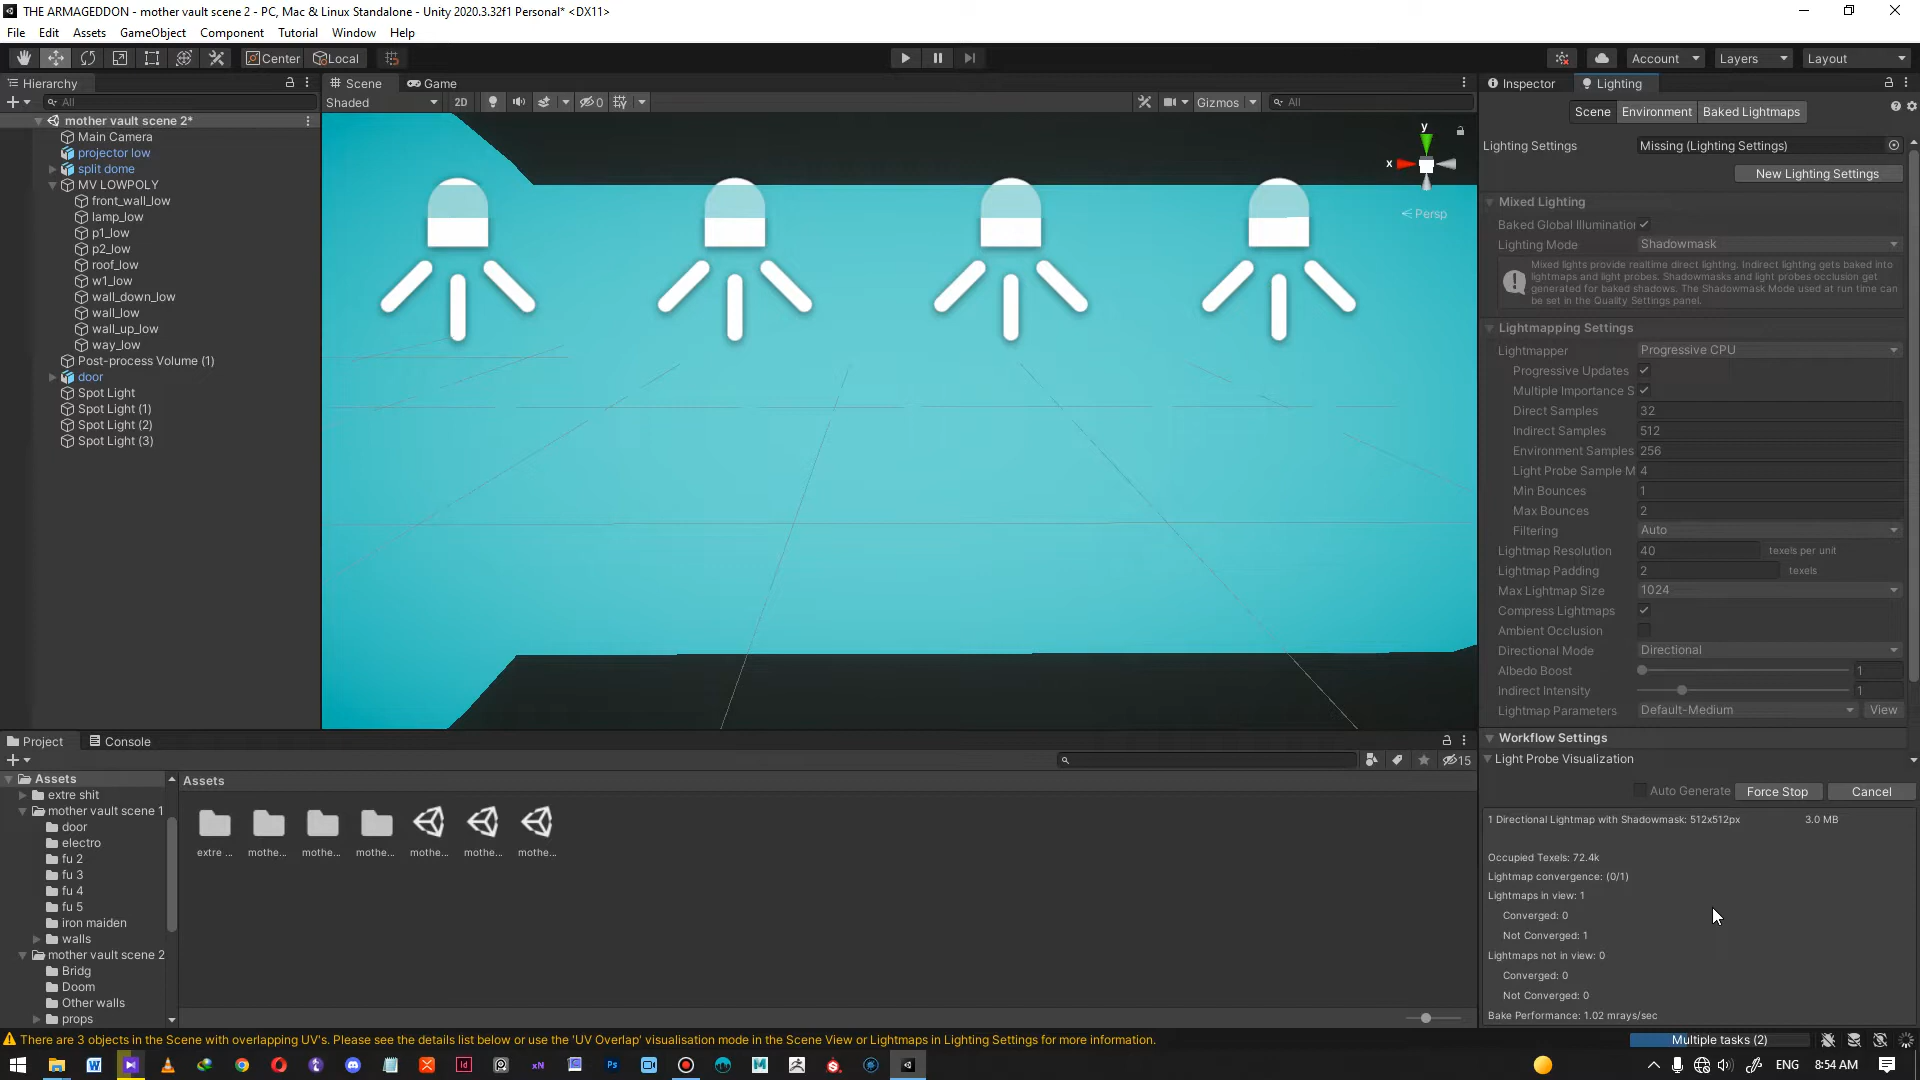 THE ARMAGEDDON - mother vault scene 2 - PC, Mac & Linux Standalone - Unity 2020.3.32f1 Personal* <DX11>
File Edit Assets GameObject Component Tutorial Window Help
Center Local Account Layers Layout
Hierarchy Scene Game Inspector Lighting
All Shaded 2D 0 Gizmos All
Scene Environment Baked Lightmaps
mother vault scene 2*
Main Camera
projector low
split dome
MV LOWPOLY
front_wall_low
lamp_low
p1_low
p2_low
roof_low
w1_low
wall_down_low
wall_low
wall_up_low
way_low
Post-process Volume (1)
door
Spot Light
Spot Light (1)
Spot Light (2)
Spot Light (3)
y
x
Persp
Lighting Settings Missing (Lighting Settings)
New Lighting Settings
Mixed Lighting
Baked Global Illumination
Lighting Mode Shadowmask
Mixed lights provide realtime direct lighting. Indirect lighting gets baked into
lightmaps and light probes. Shadowmasks and light probes occlusion get
generated for baked shadows. The Shadowmask Mode used at run time can
be set in the Quality Settings panel.
Lightmapping Settings
Lightmapper Progressive CPU
Progressive Updates
Multiple Importance S
Direct Samples 32
Indirect Samples 512
Environment Samples 256
Light Probe Sample M 4
Min Bounces 1
Max Bounces 2
Filtering Auto
Lightmap Resolution 40 texels per unit
Lightmap Padding 2 texels
Max Lightmap Size 1024
Compress Lightmaps
Ambient Occlusion
Directional Mode Directional
Albedo Boost 1
Indirect Intensity 1
Lightmap Parameters Default-Medium View
Workflow Settings
Light Probe Visualization
Auto Generate Force Stop Cancel
1 Directional Lightmap with Shadowmask: 512x512px 3.0 MB
Occupied Texels: 72.4k
Lightmap convergence: (0/1)
Lightmaps in view: 1
Converged: 0
Not Converged: 1
Lightmaps not in view: 0
Converged: 0
Not Converged: 0
Bake Performance: 1.02 mrays/sec
Project Console
15
Assets
extre shit
mother vault scene 1
door
electro
fu 2
fu 3
fu 4
fu 5
iron maiden
walls
mother vault scene 2
Bridg
Doom
Other walls
props
Assets
extre ... mothe... mothe... mothe... mothe... mothe... mothe...
There are 3 objects in the Scene with overlapping UV's. Please see the details list below or use the 'UV Overlap' visualisation mode in the Scene View or Lightmaps in Lighting Settings for more information.
Multiple tasks (2)
ENG 8:54 AM